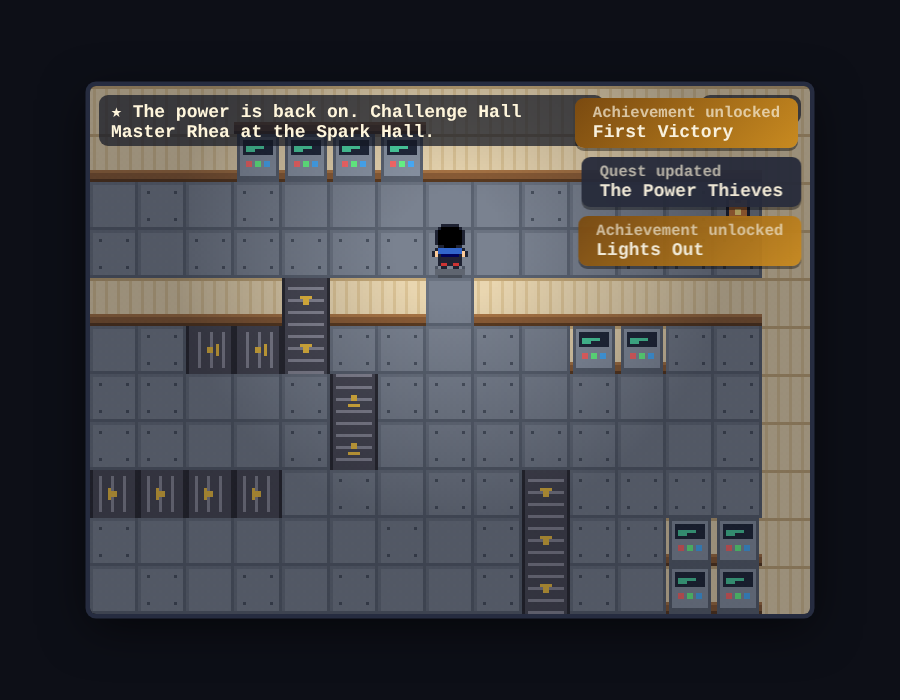 ★ The power is back on. Challenge Hall
Master Rhea at the Spark Hall.
Achievement unlocked
First Victory
Quest updated
The Power Thieves
Achievement unlocked
Lights Out